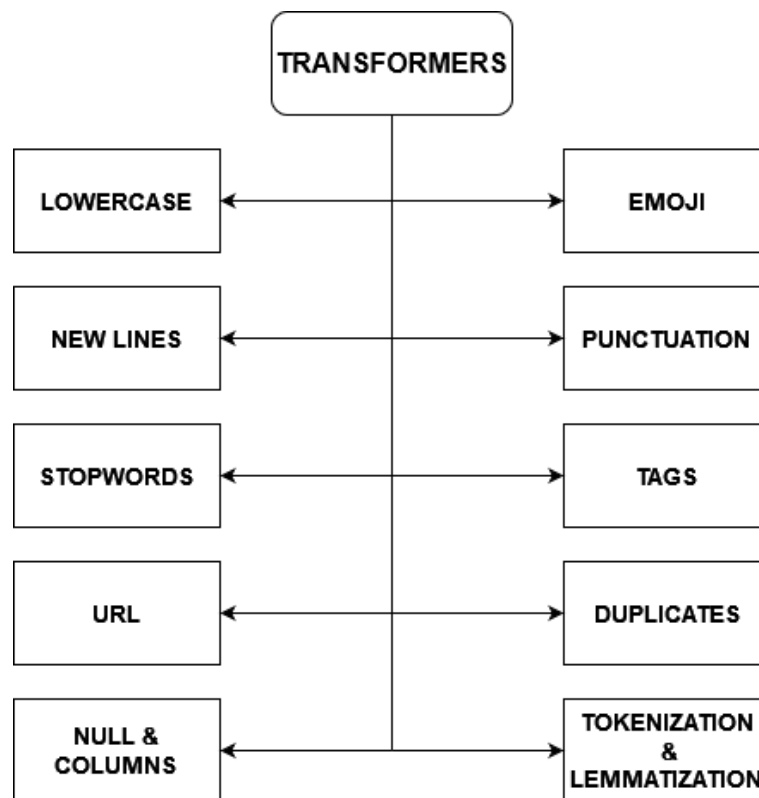 TRANSFORMERS
LOWERCASE
EMOJI
NEW LINES
PUNCTUATION
STOPWORDS
TAGS
URL
DUPLICATES
NULL &
COLUMNS
TOKENIZATION
&
LEMMATIZATION